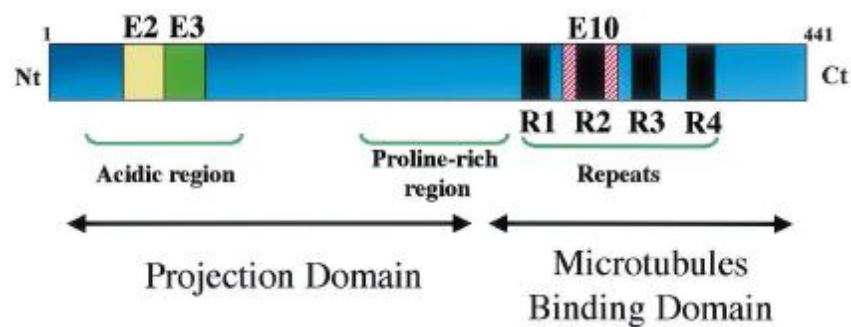 1 E2 E3 E10 441
Nt Ct
R1 R2 R3 R4
Acidic region
Proline-rich
region
Repeats
Projection Domain
Microtubules
Binding Domain